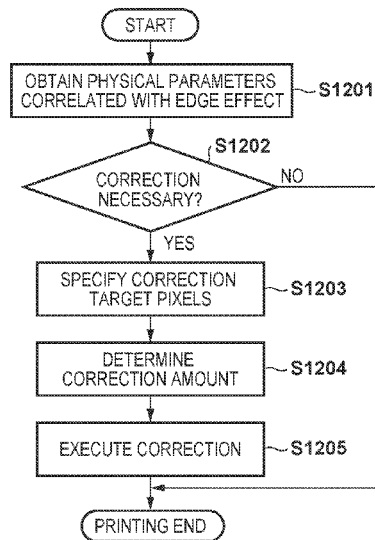 START
OBTAIN PHYSICAL PARAMETERS
CORRELATED WITH EDGE EFFECT
S1201
S1202
CORRECTION
NECESSARY?
NO
YES
SPECIFY CORRECTION
TARGET PIXELS
S1203
DETERMINE
CORRECTION AMOUNT
S1204
EXECUTE CORRECTION
S1205
PRINTING END